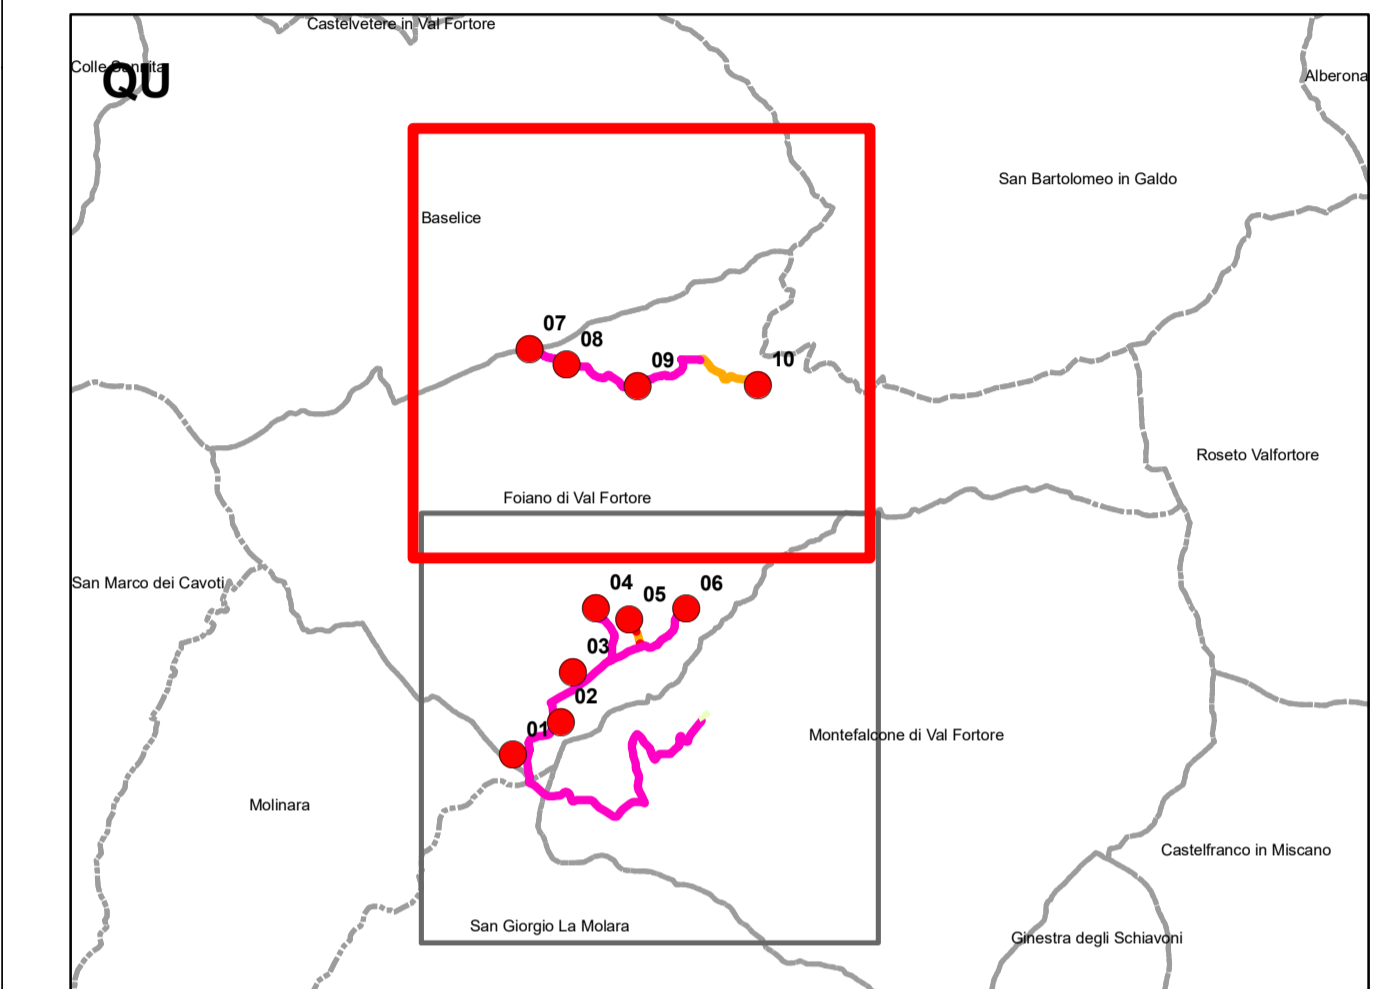 Castelvetere in Val Fortore
Colle Sannita
QU
Alberona
San Bartolomeo in Galdo
Baselice
07
08
09
10
Roseto Valfortore
Foiano di Val Fortore
San Marco dei Cavoti
04
05
06
03
02
01
Montefalcone di Val Fortore
Molinara
Castelfranco in Miscano
San Giorgio La Molara
Ginestra degli Schiavoni